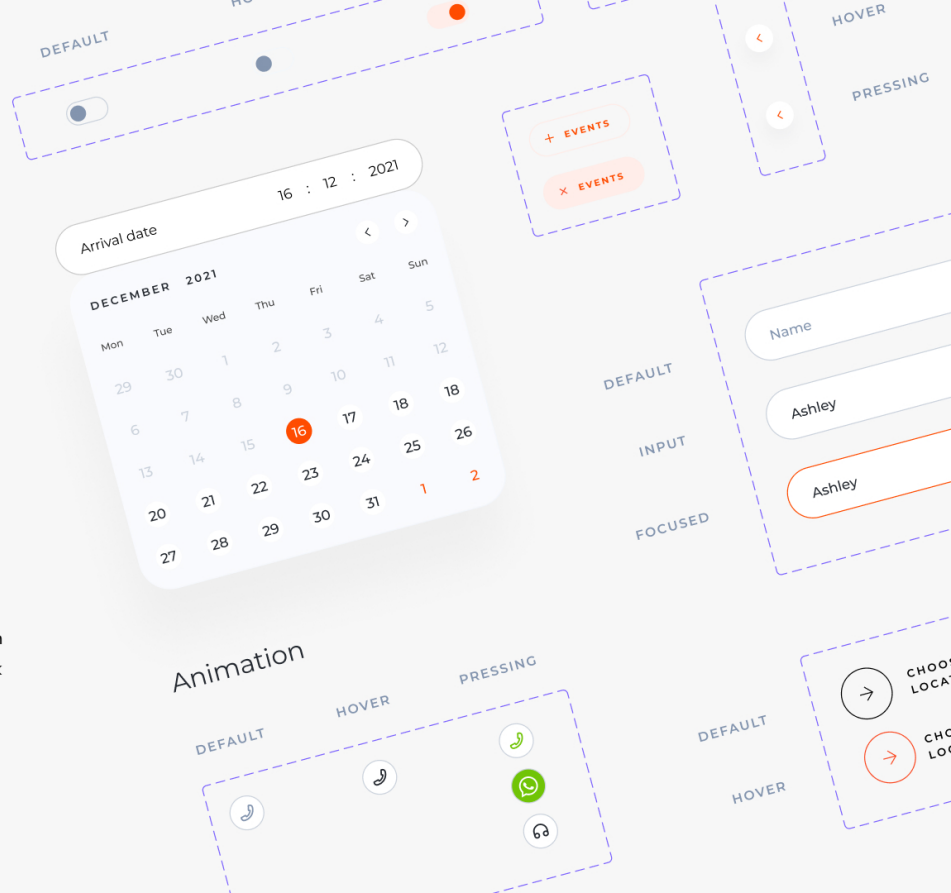 DEFAULT
HOVER
PRESSING
Arrival date 16 : 12 : 2021
DECEMBER 2021
Mon Tue Wed Thu Fri Sat Sun
29 30 1 2 3 4 5
6 7 8 9 10 11 12
13 14 15 16 17 18 18
20 21 22 23 24 25 26
27 28 29 30 31 1 2
EVENTS
EVENTS
DEFAULT
INPUT
FOCUSED
Name
Ashley
Ashley
Animation
DEFAULT
HOVER
PRESSING
DEFAULT
HOVER